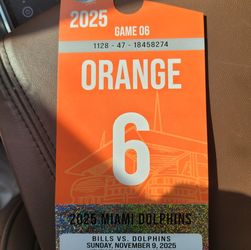 2025
GAME 06
1128 - 47 - 18458274
ORANGE
6
2025 MIAMI DOLPHINS
BILLS VS. DOLPHINS
SUNDAY, NOVEMBER 9, 2025